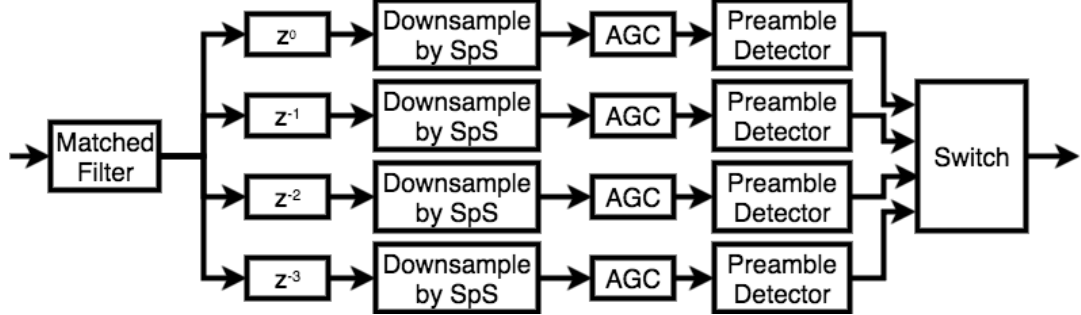 Matched
Filter
z⁰
Downsample
by SpS
AGC
Preamble
Detector
z⁻¹
Downsample
by SpS
AGC
Preamble
Detector
z⁻²
Downsample
by SpS
AGC
Preamble
Detector
z⁻³
Downsample
by SpS
AGC
Preamble
Detector
Switch